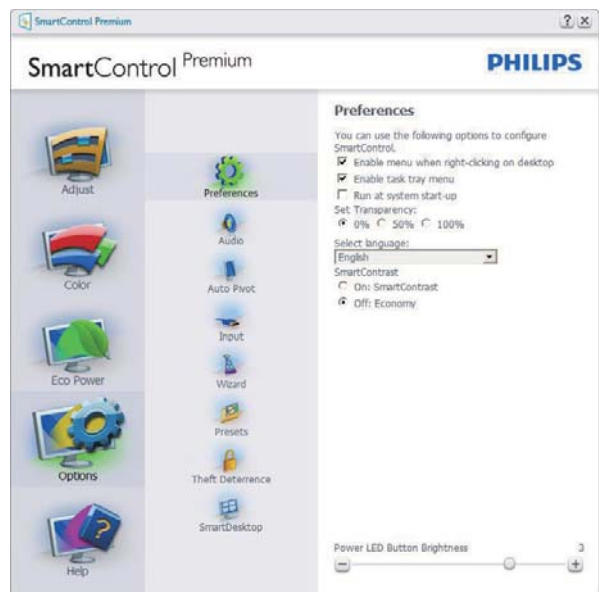 SmartControl Premium
? X
SmartControl Premium
PHILIPS
Adjust
Color
Eco Power
Options
Help
Preferences
Audio
Auto Pivot
Input
Wizard
Presets
Theft Deterrence
SmartDesktop
Preferences
You can use the following options to configure
SmartControl.
Enable menu when right-clicking on desktop
Enable task tray menu
Run at system start-up
Set Transparency:
0% 50% 100%
Select language:
English
SmartContrast
On: SmartContrast
Off: Economy
Power LED Button Brightness 3